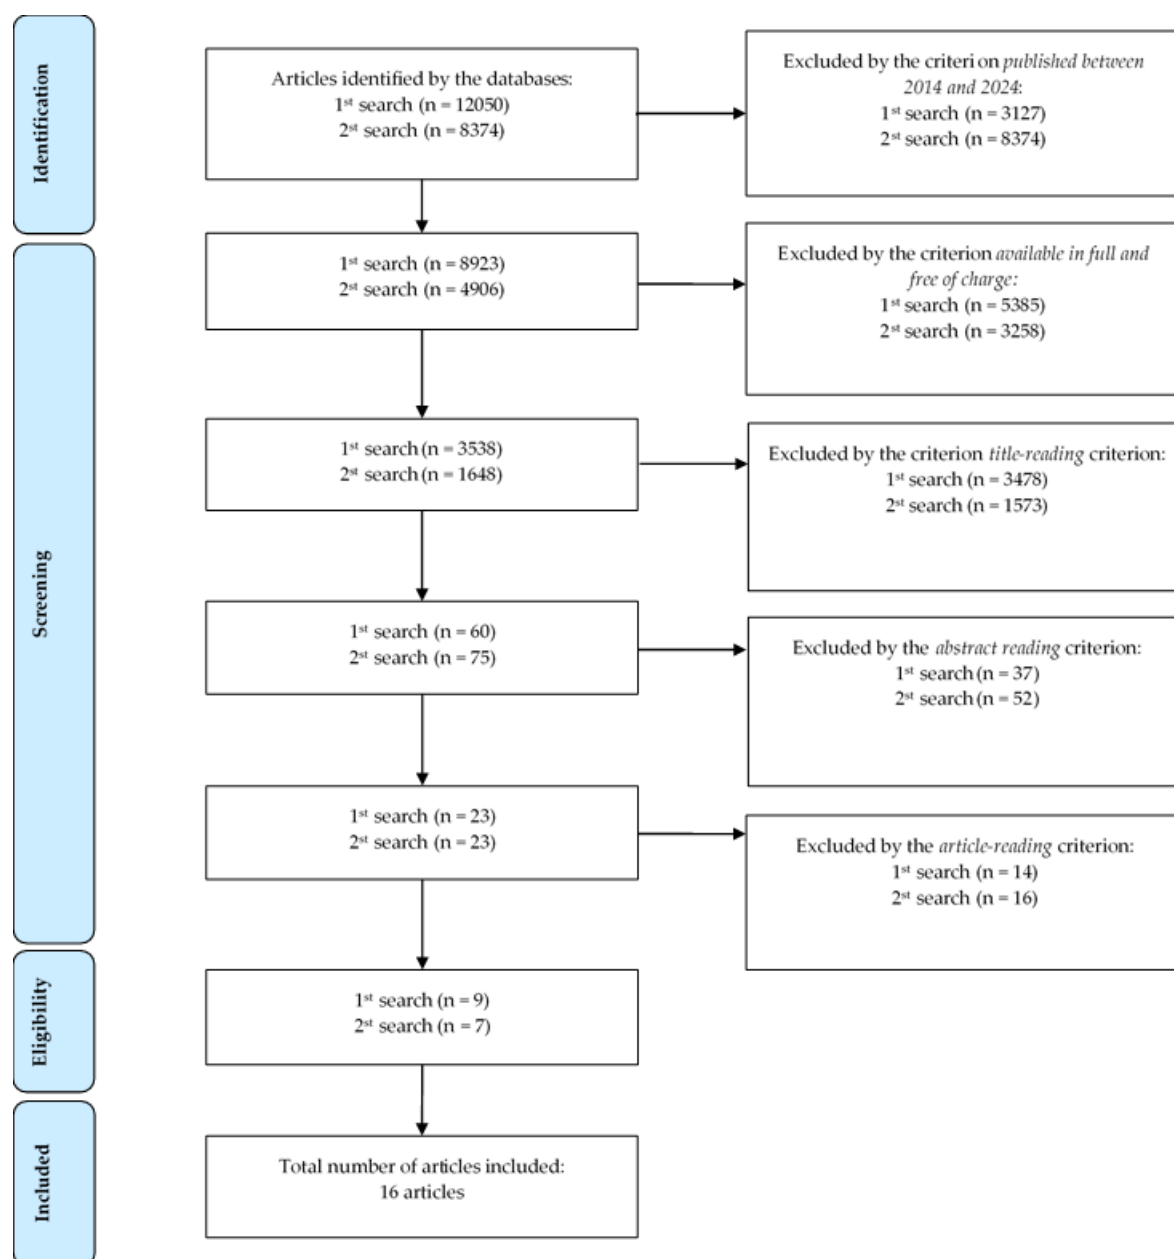 Identification
Articles identified by the databases:
1st search (n = 12050)
2st search (n = 8374)
Excluded by the criteri on published between
2014 and 2024:
1st search (n = 3127)
2st search (n = 8374)
Screening
1st search (n = 8923)
2st search (n = 4906)
Excluded by the criterion available in full and
free of charge:
1st search (n = 5385)
2st search (n = 3258)
1st search (n = 3538)
2st search (n = 1648)
Excluded by the criterion title-reading criterion:
1st search (n = 3478)
2st search (n = 1573)
1st search (n = 60)
2st search (n = 75)
Excluded by the abstract reading criterion:
1st search (n = 37)
2st search (n = 52)
1st search (n = 23)
2st search (n = 23)
Excluded by the article-reading criterion:
1st search (n = 14)
2st search (n = 16)
Eligibility
1st search (n = 9)
2st search (n = 7)
Included
Total number of articles included:
16 articles